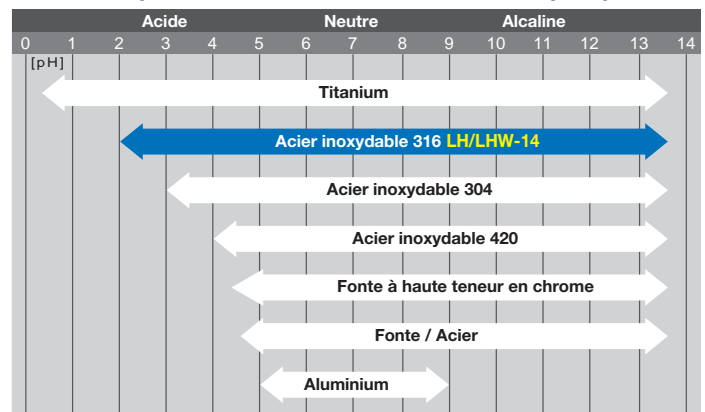 Acide Neutre Alcaline
0 1 2 3 4 5 6 7 8 9 10 11 12 13 14
[pH]
Titanium
Acier inoxydable 316 LH/LHW-14
Acier inoxydable 304
Acier inoxydable 420
Fonte à haute teneur en chrome
Fonte / Acier
Aluminium